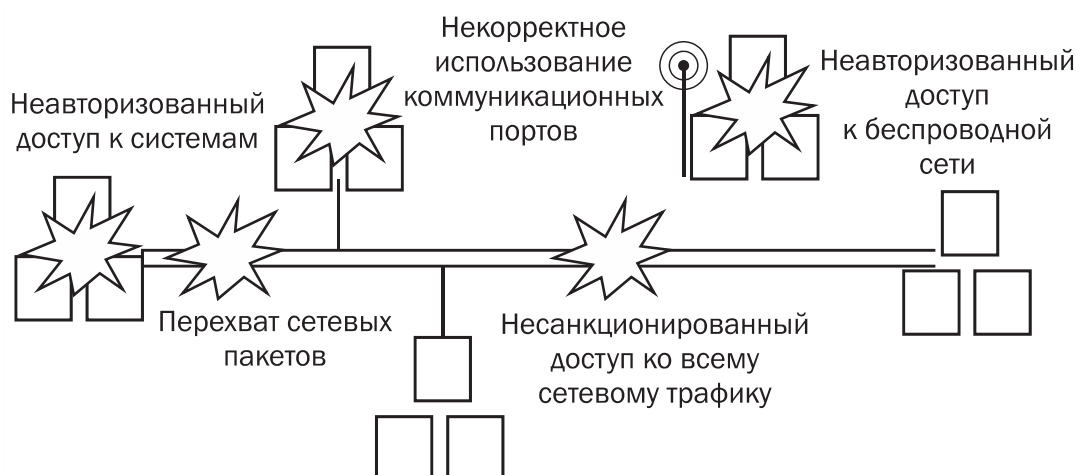 Неавторизованный
доступ к системам
Некорректное
использование
коммуникационных
портов
Неавторизованный
доступ
к беспроводной
сети
Перехват сетевых
пакетов
Несанкционированный
доступ ко всему
сетевому трафику